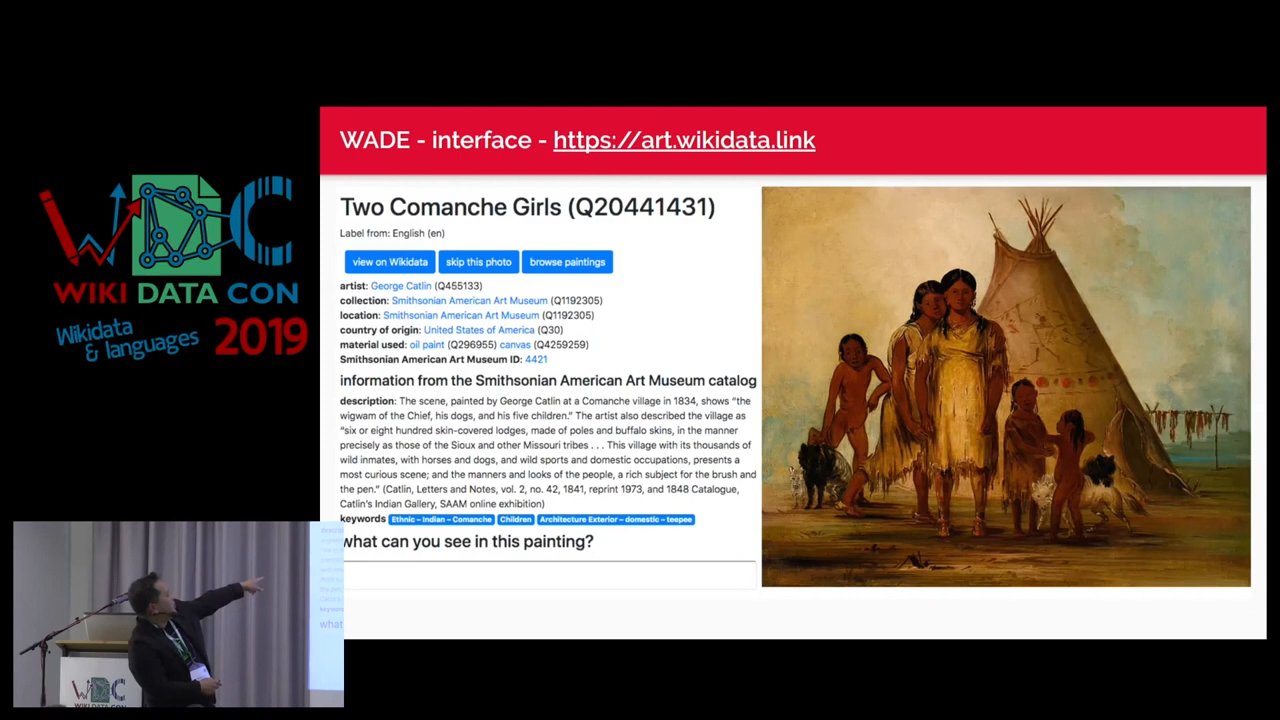 WADE - interface - https://art.wikidata.link
WDC
WIKI DATA CON
Wikidata
& languages
2019
Two Comanche Girls (Q20441431)
Label from: English (en)
view on Wikidata
skip this photo
browse paintings
artist: George Catlin (Q455133)
collection: Smithsonian American Art Museum (Q1192305)
location: Smithsonian American Art Museum (Q1192305)
country of origin: United States of America (Q30)
material used: oil paint (Q296955) canvas (Q4259259)
Smithsonian American Art Museum ID: 4421
information from the Smithsonian American Art Museum catalog
description: The scene, painted by George Catlin at a Comanche village in 1834, shows “the
wigwam of the Chief, his dogs, and his five children.” The artist also described the village as
“six or eight hundred skin-covered lodges, made of poles and buffalo skins, in the manner
precisely as those of the Sioux and other Missouri tribes . . . This village with its thousands of
wild inmates, with horses and dogs, and wild sports and domestic occupations, presents a
most curious scene; and the manners and looks of the people, a rich subject for the brush and
the pen.” (Catlin, Letters and Notes, vol. 2, no. 42, 1841, reprint 1973, and 1848 Catalogue,
Catlin’s Indian Gallery, SAAM online exhibition)
keywords Ethnic – Indian – Comanche Children Architecture Exterior – domestic – teepee
what can you see in this painting?
what
WDC
WIKI DATA CON